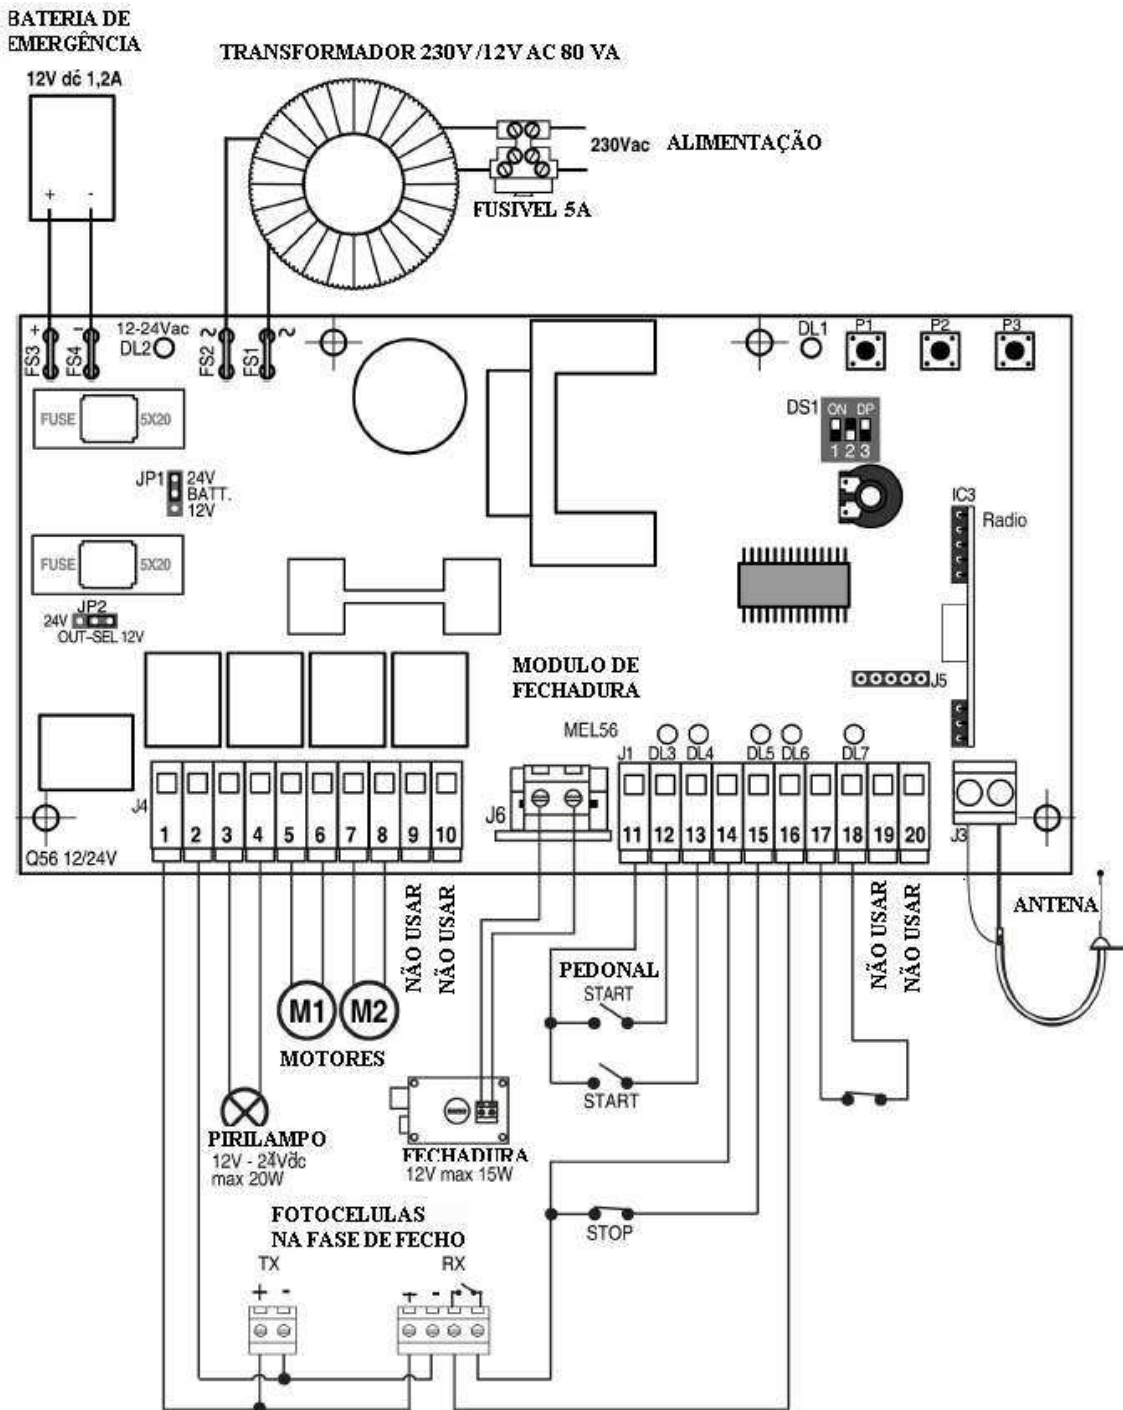 BATERIA DE
EMERGÊNCIA
12V dc 1,2A
+ -
TRANSFORMADOR 230V /12V AC 80 VA
230Vac ALIMENTAÇÃO
FUSIVEL 5A
+ - 12-24Vac ~ ~
FS3 FS4 DL2 FS2 FS1
DL1 P1 P2 P3
FUSE 5X20
DS1 ON DP
1 2 3
JP1 24V
BATT.
12V
IC3
Radio
FUSE 5X20
JP2
24V
OUT-SEL 12V
MODULO DE
FECHADURA
J5
MEL56
J1 DL3 DL4 DL5 DL6 DL7
J4
1 2 3 4 5 6 7 8 9 10
J6
11 12 13 14 15 16 17 18 19 20
J3
Q56 12/24V
NÃO USAR
NÃO USAR
NÃO USAR
NÃO USAR
ANTENA
PEDONAL
START
M1 M2
MOTORES
START
PIRILAMPO
12V - 24Vdc
max 20W
FECHADURA
12V max 15W
STOP
FOTOCELULAS
NA FASE DE FECHO
TX RX
+ - + -